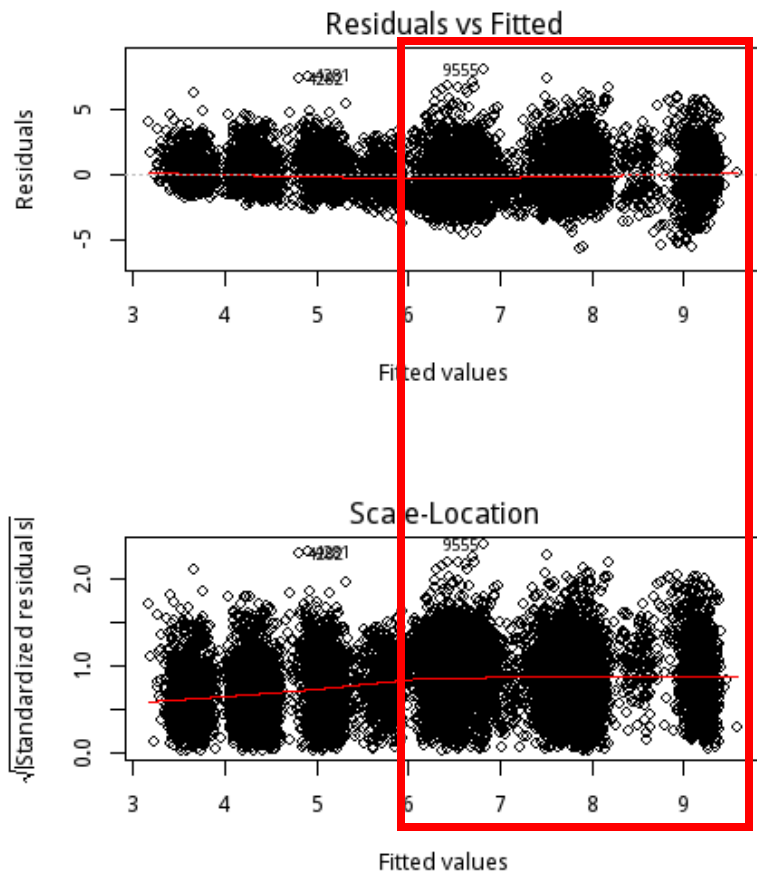 Residuals vs Fitted
9555
5
0
-5
Residuals
3 4 5 6 7 8 9
Fitted values
Scale-Location
9555
2.0
1.0
0.0
√|Standardized residuals|
3 4 5 6 7 8 9
Fitted values